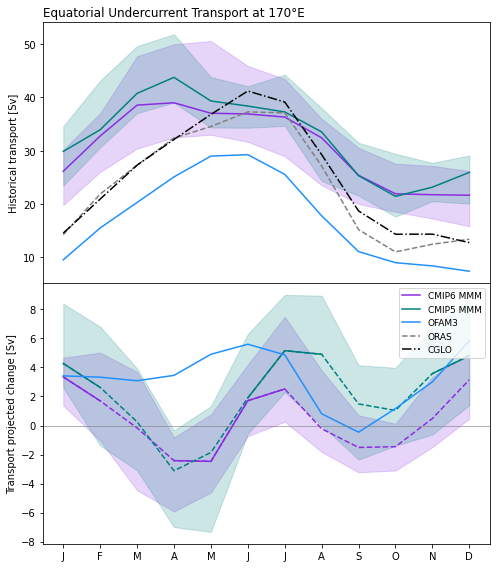 Equatorial Undercurrent Transport at 170°E
Historical transport [Sv]
50
40
30
20
10
Transport projected change [Sv]
8
6
4
2
0
−2
−4
−6
−8
CMIP6 MMM
CMIP5 MMM
OFAM3
ORA5
CGLO
J F M A M J J A S O N D